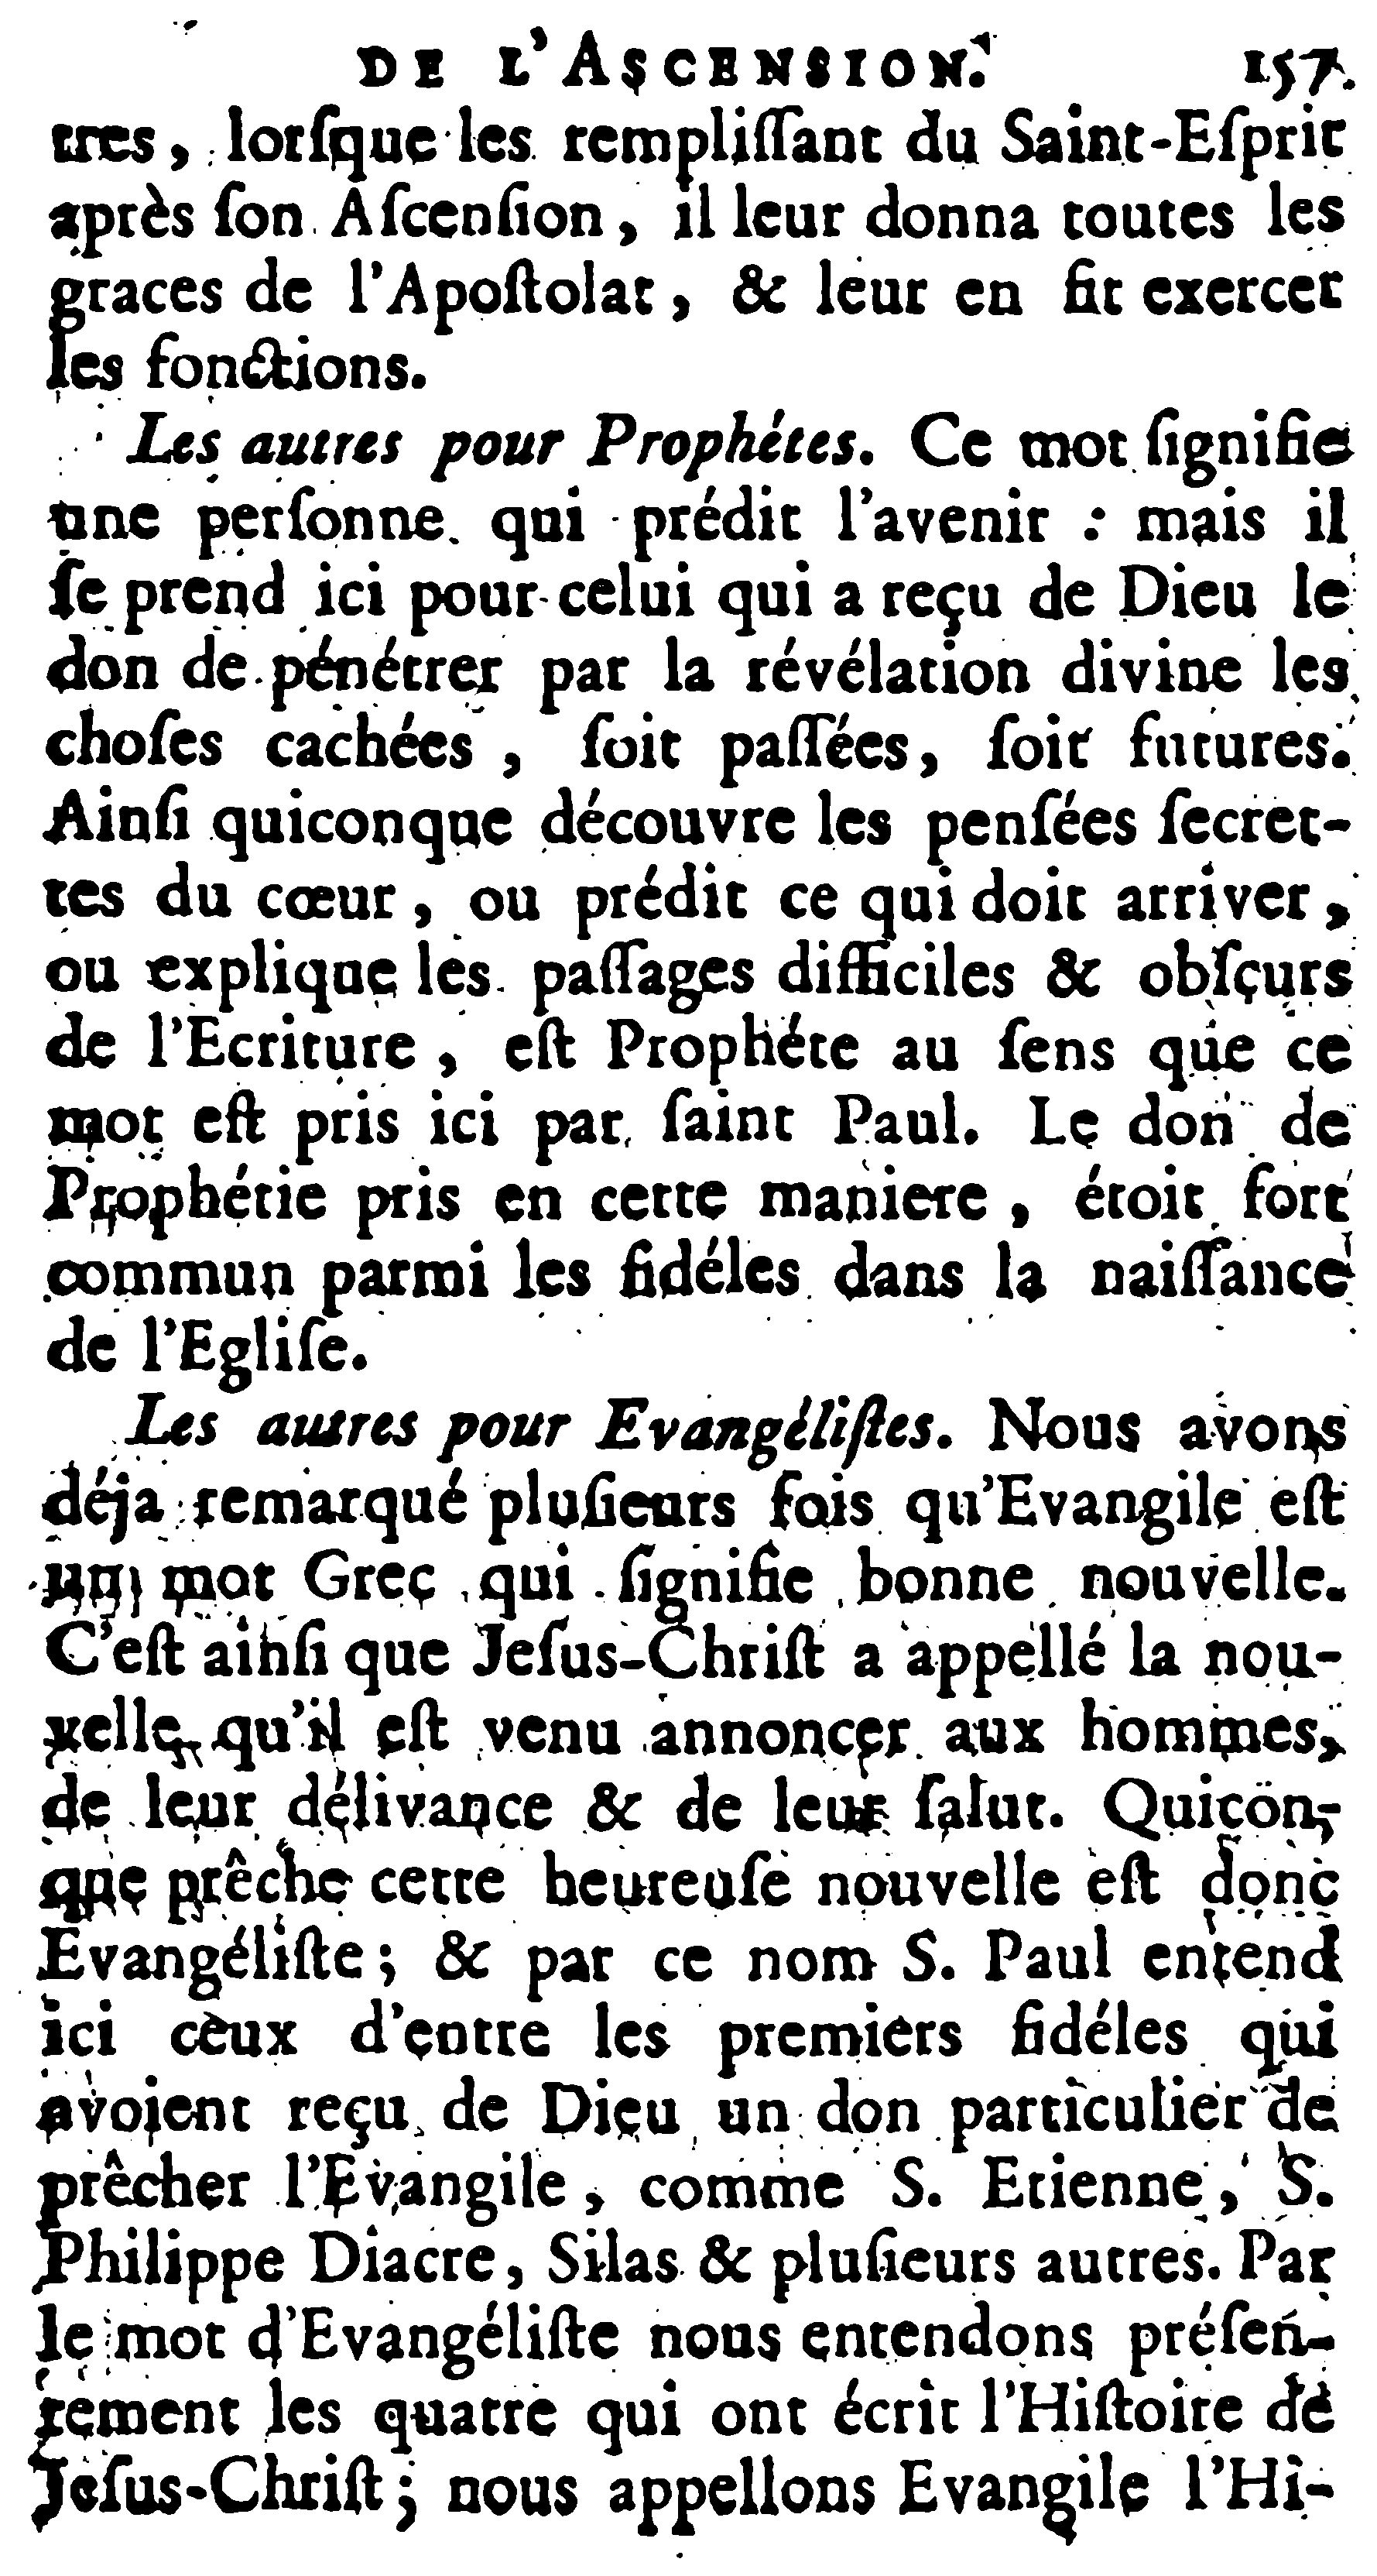 DE L'ASCENSION. 157.
tres, lorſque les rempliſſant du Saint-Eſprit
après ſon Aſcenſion, il leur donna toutes les
graces de l'Apoſtolat, & leur en fit exercer
les fonctions.
Les autres pour Prophétes. Ce mot ſignifie
une perſonne qui prédit l'avenir : mais il
ſe prend ici pour celui qui a reçu de Dieu le
don de pénétrer par la révélation divine les
choſes cachées, ſoit paſſées, ſoit futures.
Ainſi quiconque découvre les penſées ſecret-
tes du cœur, ou prédit ce qui doit arriver,
ou explique les paſſages difficiles & obſcurs
de l'Ecriture, eſt Prophéte au ſens que ce
mot eſt pris ici par ſaint Paul. Le don de
Prophétie pris en cette maniere, étoit fort
commun parmi les fidéles dans la naiſſance
de l'Egliſe.
Les autres pour Evangéliſtes. Nous avons
déja remarqué pluſieurs fois qu'Evangile eſt
un mot Grec qui ſignifie bonne nouvelle.
C'eſt ainſi que Jeſus-Chriſt a appellé la nou-
velle qu'il eſt venu annoncer aux hommes,
de leur délivance & de leur ſalut. Quicon-
que prêche cette heureuſe nouvelle eſt donc
Evangéliſte; & par ce nom S. Paul entend
ici ceux d'entre les premiers fidéles qui
avoient reçu de Dieu un don particulier de
prêcher l'Evangile, comme S. Etienne, S.
Philippe Diacre, Silas & pluſieurs autres. Par
le mot d'Evangéliſte nous entendons préſen-
tement les quatre qui ont écrit l'Hiſtoire de
Jeſus-Chriſt; nous appellons Evangile l'Hi-